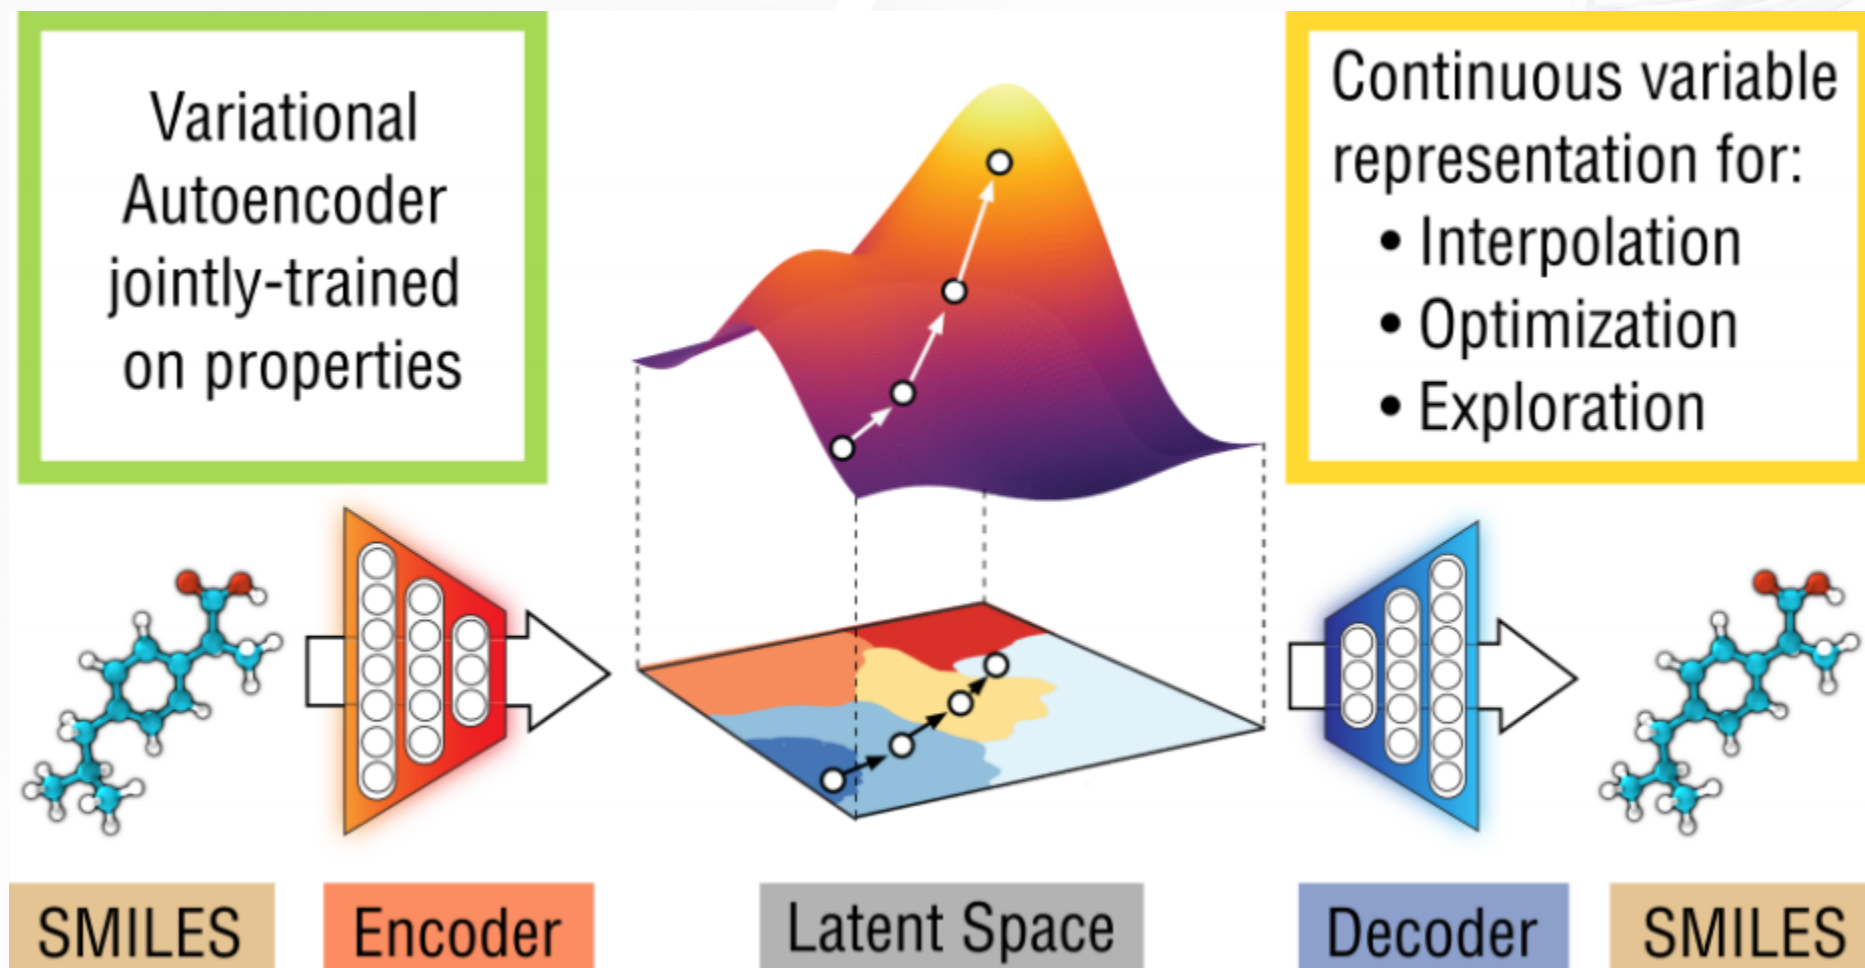 Variational
Autoencoder
jointly-trained
on properties
Continuous variable
representation for:
• Interpolation
• Optimization
• Exploration
SMILES
Encoder
Latent Space
Decoder
SMILES